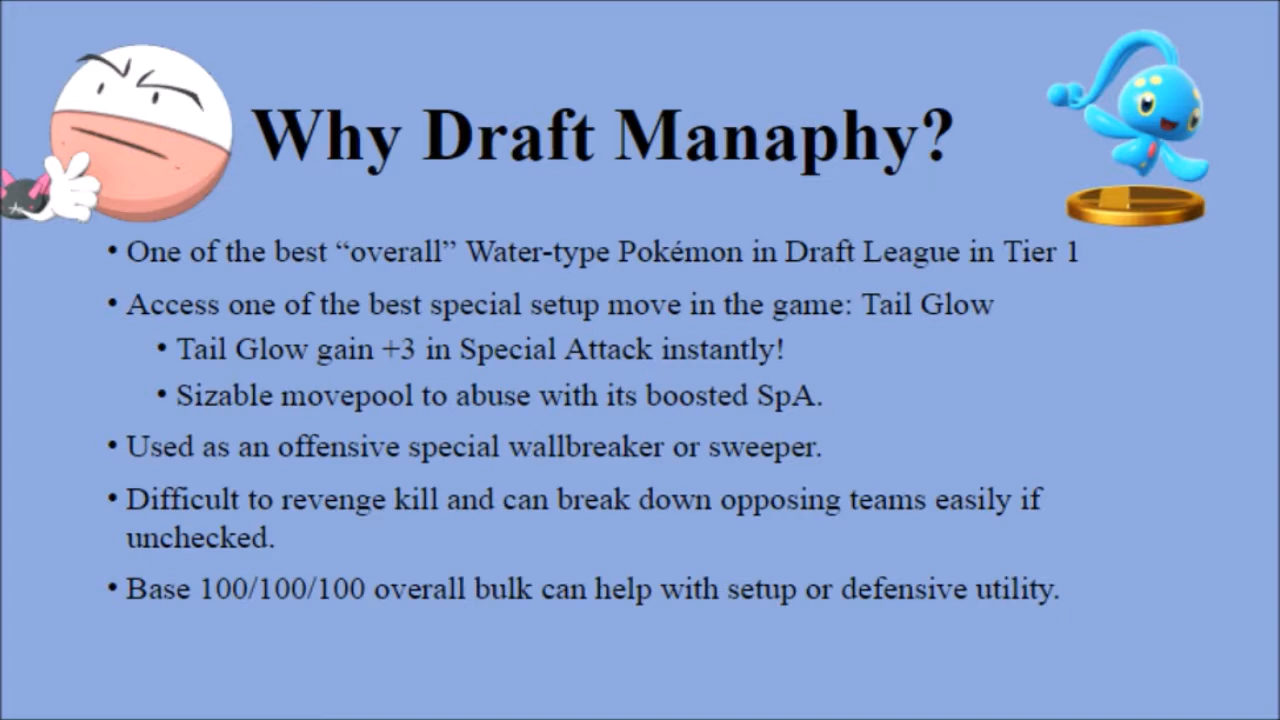 Why Draft Manaphy?
• One of the best “overall” Water-type Pokémon in Draft League in Tier 1
• Access one of the best special setup move in the game: Tail Glow
• Tail Glow gain +3 in Special Attack instantly!
• Sizable movepool to abuse with its boosted SpA.
• Used as an offensive special wallbreaker or sweeper.
• Difficult to revenge kill and can break down opposing teams easily if
unchecked.
• Base 100/100/100 overall bulk can help with setup or defensive utility.